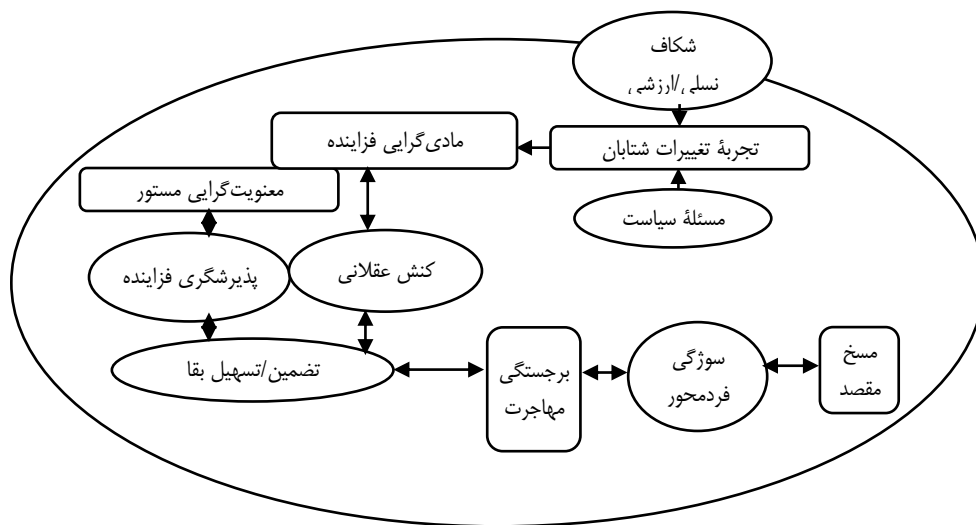 شکاف
نسلی/ارزشی
تجربهٔ تغییرات شتابان
مادی‌گرایی فزاینده
معنویت‌گرایی مستور
مسئلهٔ سیاست
کنش عقلانی
پذیرشگری فزاینده
تضمین/تسهیل بقا
برجستگی
مهاجرت
سوژگی
فردمحور
مسخ
مقصد